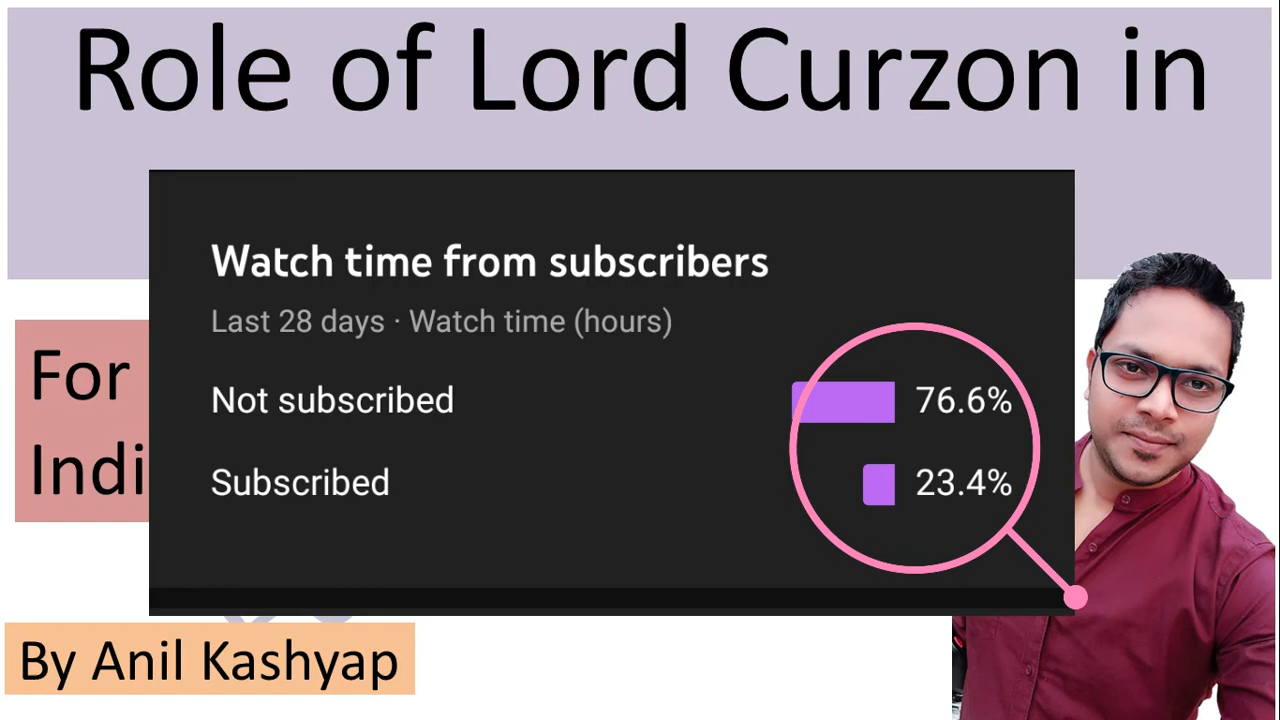 Role of Lord Curzon in
Watch time from subscribers
Last 28 days · Watch time (hours)
For
Not subscribed 76.6%
Indi
Subscribed 23.4%
By Anil Kashyap